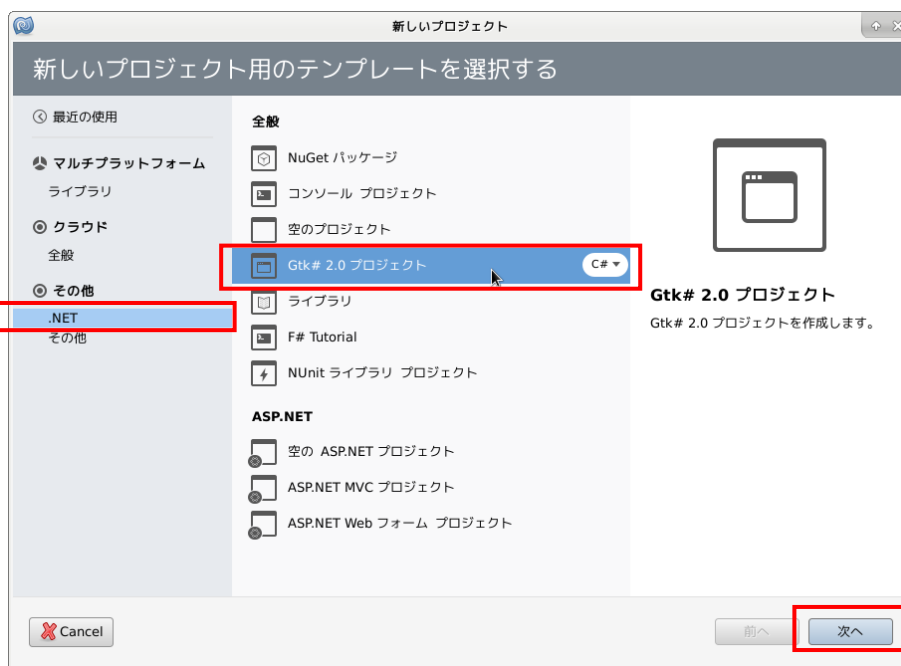 新しいプロジェクト
新しいプロジェクト用のテンプレートを選択する
最近の使用
マルチプラットフォーム
ライブラリ
クラウド
全般
その他
.NET
その他
全般
NuGet パッケージ
コンソール プロジェクト
空のプロジェクト
Gtk# 2.0 プロジェクト C#
ライブラリ
F# Tutorial
NUnit ライブラリ プロジェクト
ASP.NET
空の ASP.NET プロジェクト
ASP.NET MVC プロジェクト
ASP.NET Web フォーム プロジェクト
Gtk# 2.0 プロジェクト
Gtk# 2.0 プロジェクトを作成します。
Cancel
前へ
次へ